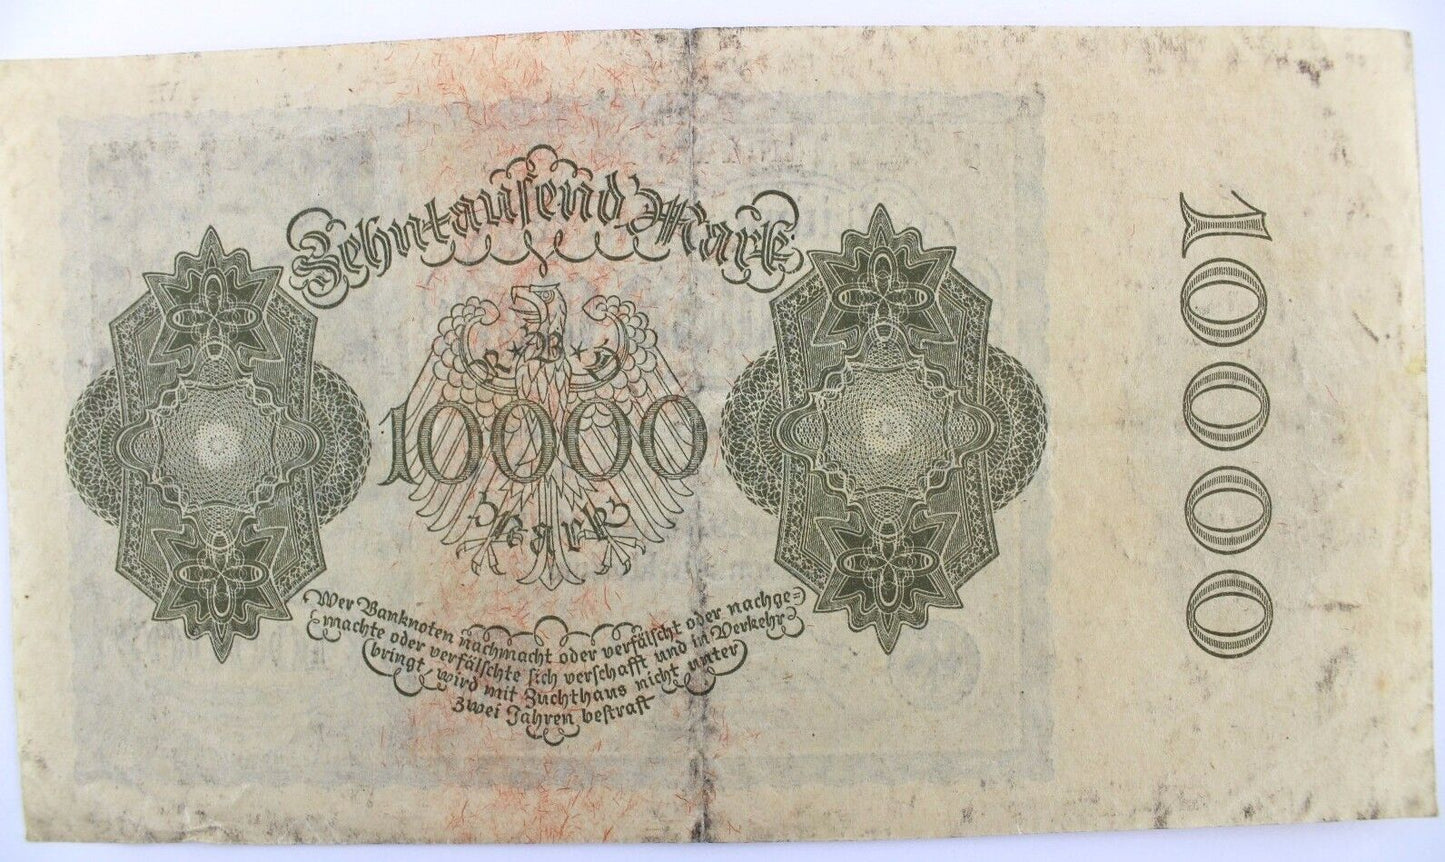 Zehntausend Mark
R★B★D
10000
Mark
Wer Banknoten nachmacht oder verfälscht oder nachge=
machte oder verfälschte sich verschafft und in Verkehr
bringt, wird mit Zuchthaus nicht unter
zwei Jahren bestraft
10000